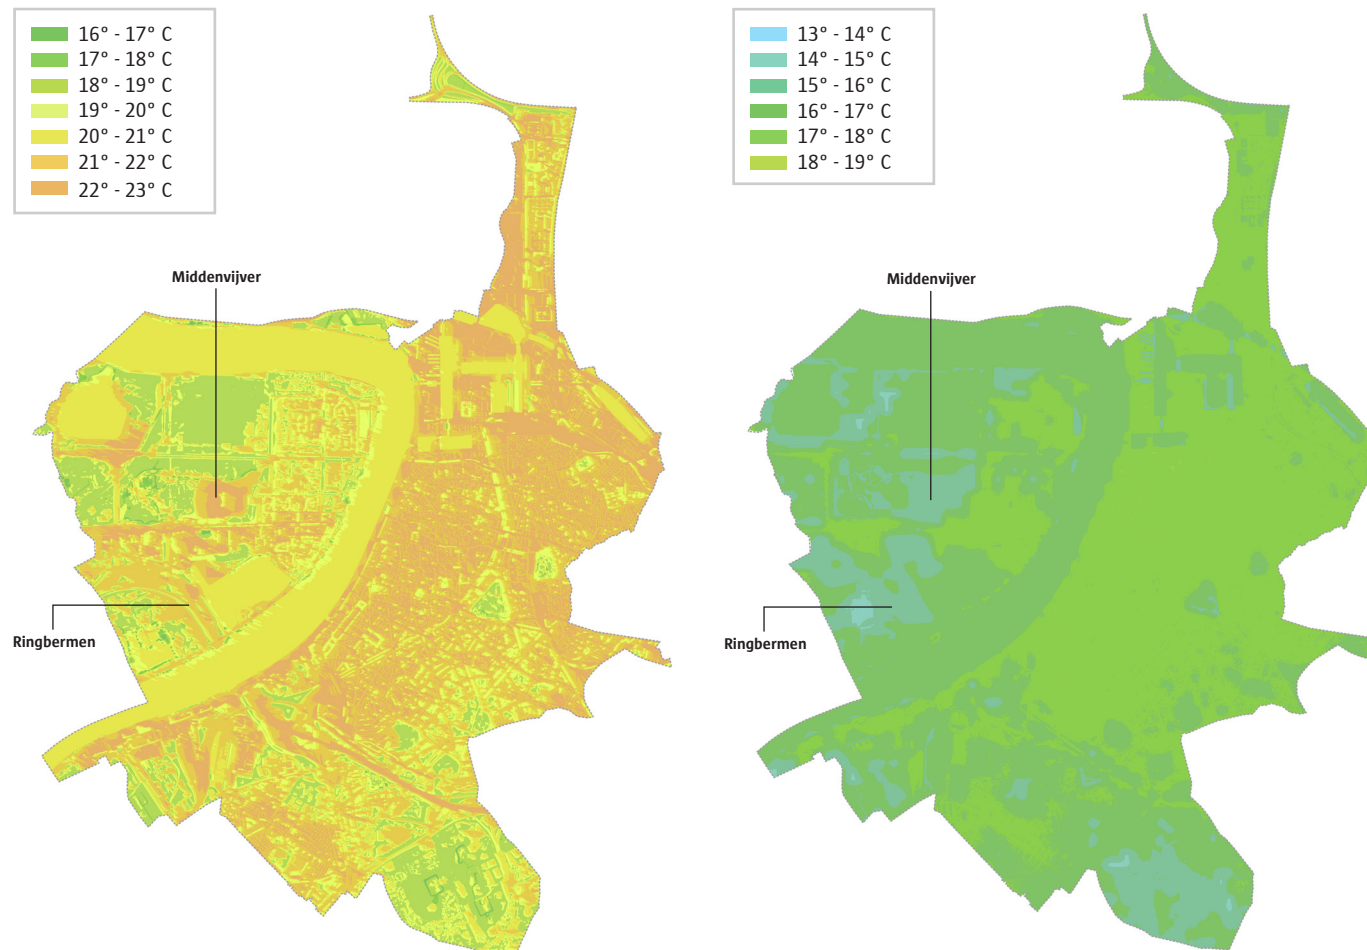 16° - 17° C
17° - 18° C
18° - 19° C
19° - 20° C
20° - 21° C
21° - 22° C
22° - 23° C
Middenvijver
Ringbermen
13° - 14° C
14° - 15° C
15° - 16° C
16° - 17° C
17° - 18° C
18° - 19° C
Middenvijver
Ringbermen